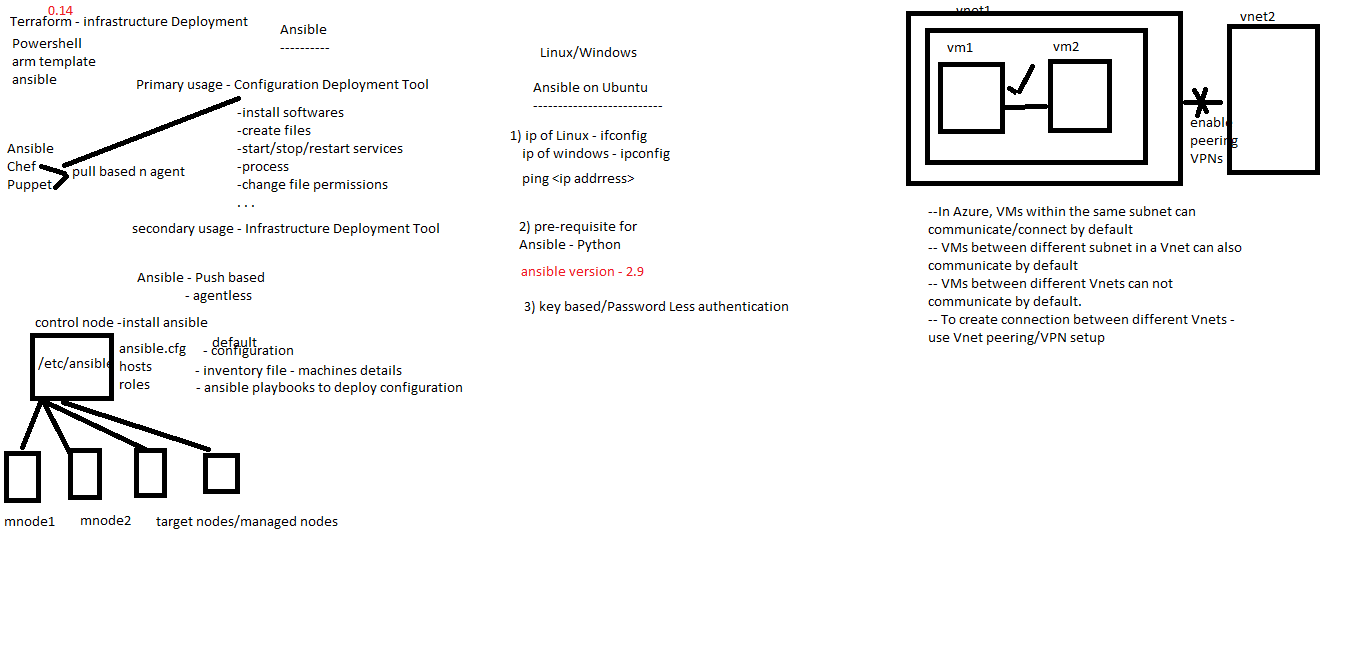 0.14
Terraform - infrastructure Deployment
Powershell
arm template
ansible
Ansible
----------
Primary usage - Configuration Deployment Tool
-install softwares
-create files
-start/stop/restart services
-process
-change file permissions
. . .
Ansible
Chef
Puppet
pull based n agent
secondary usage - Infrastructure Deployment Tool
Ansible - Push based
- agentless
control node -install ansible
/etc/ansible
ansible.cfg
hosts
roles
default
- configuration
- inventory file - machines details
- ansible playbooks to deploy configuration
mnode1
mnode2
target nodes/managed nodes
Linux/Windows
Ansible on Ubuntu
--------------------------
1) ip of Linux - ifconfig
ip of windows - ipconfig
ping <ip addrress>
2) pre-requisite for
Ansible - Python
ansible version - 2.9
3) key based/Password Less authentication
vnet1
vm1
vm2
vnet2
enable
peering
VPNs
--In Azure, VMs within the same subnet can
communicate/connect by default
-- VMs between different subnet in a Vnet can also
communicate by default
-- VMs between different Vnets can not
communicate by default.
-- To create connection between different Vnets -
use Vnet peering/VPN setup